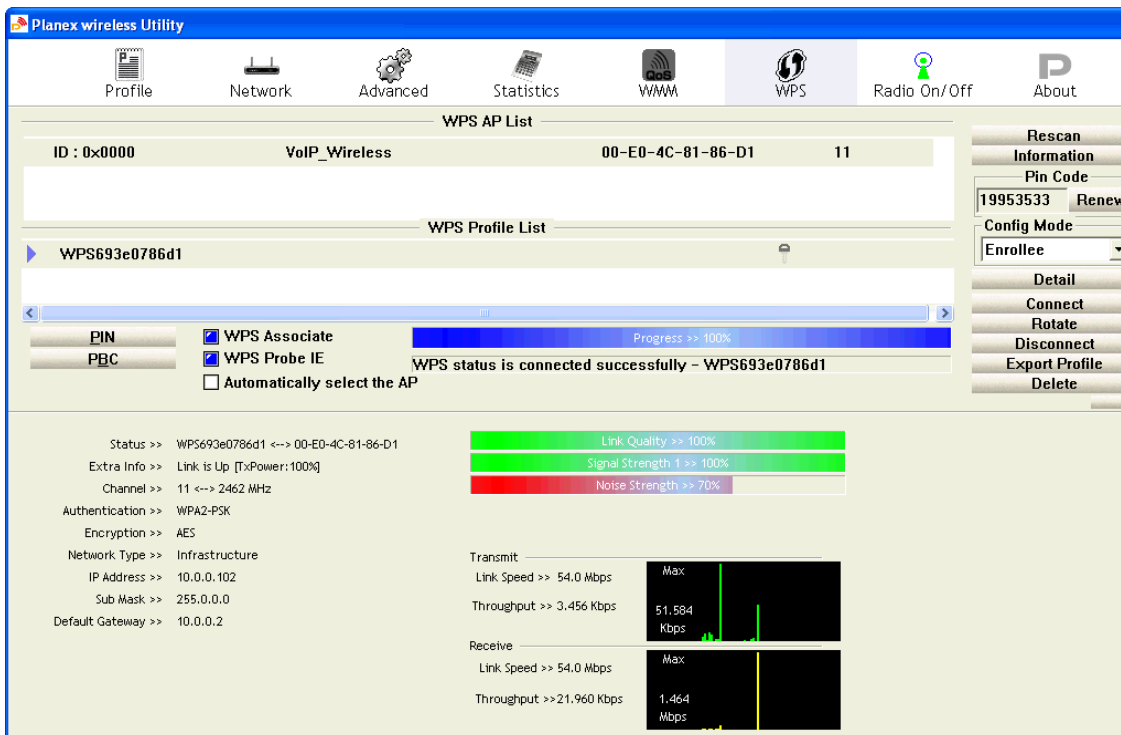 Planex wireless Utility
Profile Network Advanced Statistics WMM WPS Radio On/Off About
QoS
WPS AP List
ID : 0x0000 VoIP_Wireless 00-E0-4C-81-86-D1 11
Rescan
Information
Pin Code
19953533 Renew
WPS Profile List
Config Mode
WPS693e0786d1
Enrollee
Detail
Connect
Rotate
Disconnect
Export Profile
Delete
PIN
PBC
WPS Associate
WPS Probe IE
Automatically select the AP
Progress >> 100%
WPS status is connected successfully - WPS693e0786d1
Status >> WPS693e0786d1 <--> 00-E0-4C-81-86-D1
Extra Info >> Link is Up [TxPower:100%]
Channel >> 11 <--> 2462 MHz
Authentication >> WPA2-PSK
Encryption >> AES
Network Type >> Infrastructure
IP Address >> 10.0.0.102
Sub Mask >> 255.0.0.0
Default Gateway >> 10.0.0.2
Link Quality >> 100%
Signal Strength 1 >> 100%
Noise Strength >> 70%
Transmit
Link Speed >> 54.0 Mbps
Throughput >> 3.456 Kbps
Max
51.584
Kbps
Receive
Link Speed >> 54.0 Mbps
Throughput >>21.960 Kbps
Max
1.464
Mbps